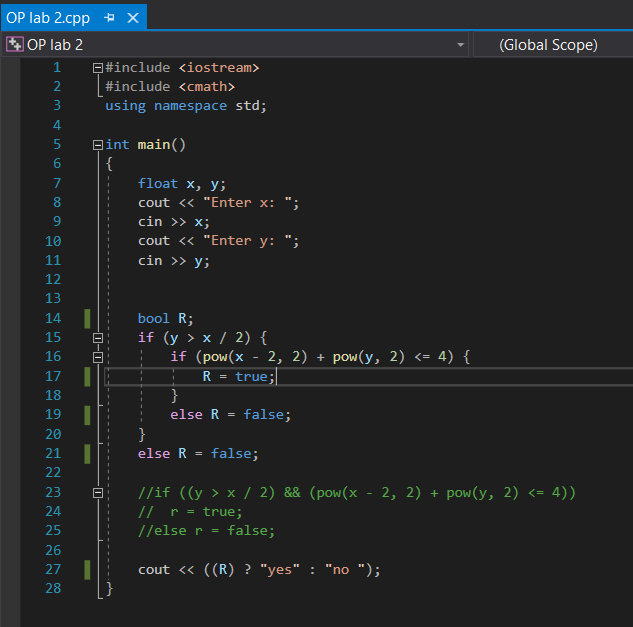 OP lab 2.cpp
OP lab 2 (Global Scope)
1 #include <iostream>
2 #include <cmath>
3 using namespace std;
4
5 int main()
6 {
7 float x, y;
8 cout << "Enter x: ";
9 cin >> x;
10 cout << "Enter y: ";
11 cin >> y;
12
13
14 bool R;
15 if (y > x / 2) {
16 if (pow(x - 2, 2) + pow(y, 2) <= 4) {
17 R = true;
18 }
19 else R = false;
20 }
21 else R = false;
22
23 //if ((y > x / 2) && (pow(x - 2, 2) + pow(y, 2) <= 4))
24 // r = true;
25 //else r = false;
26
27 cout << ((R) ? "yes" : "no ");
28 }